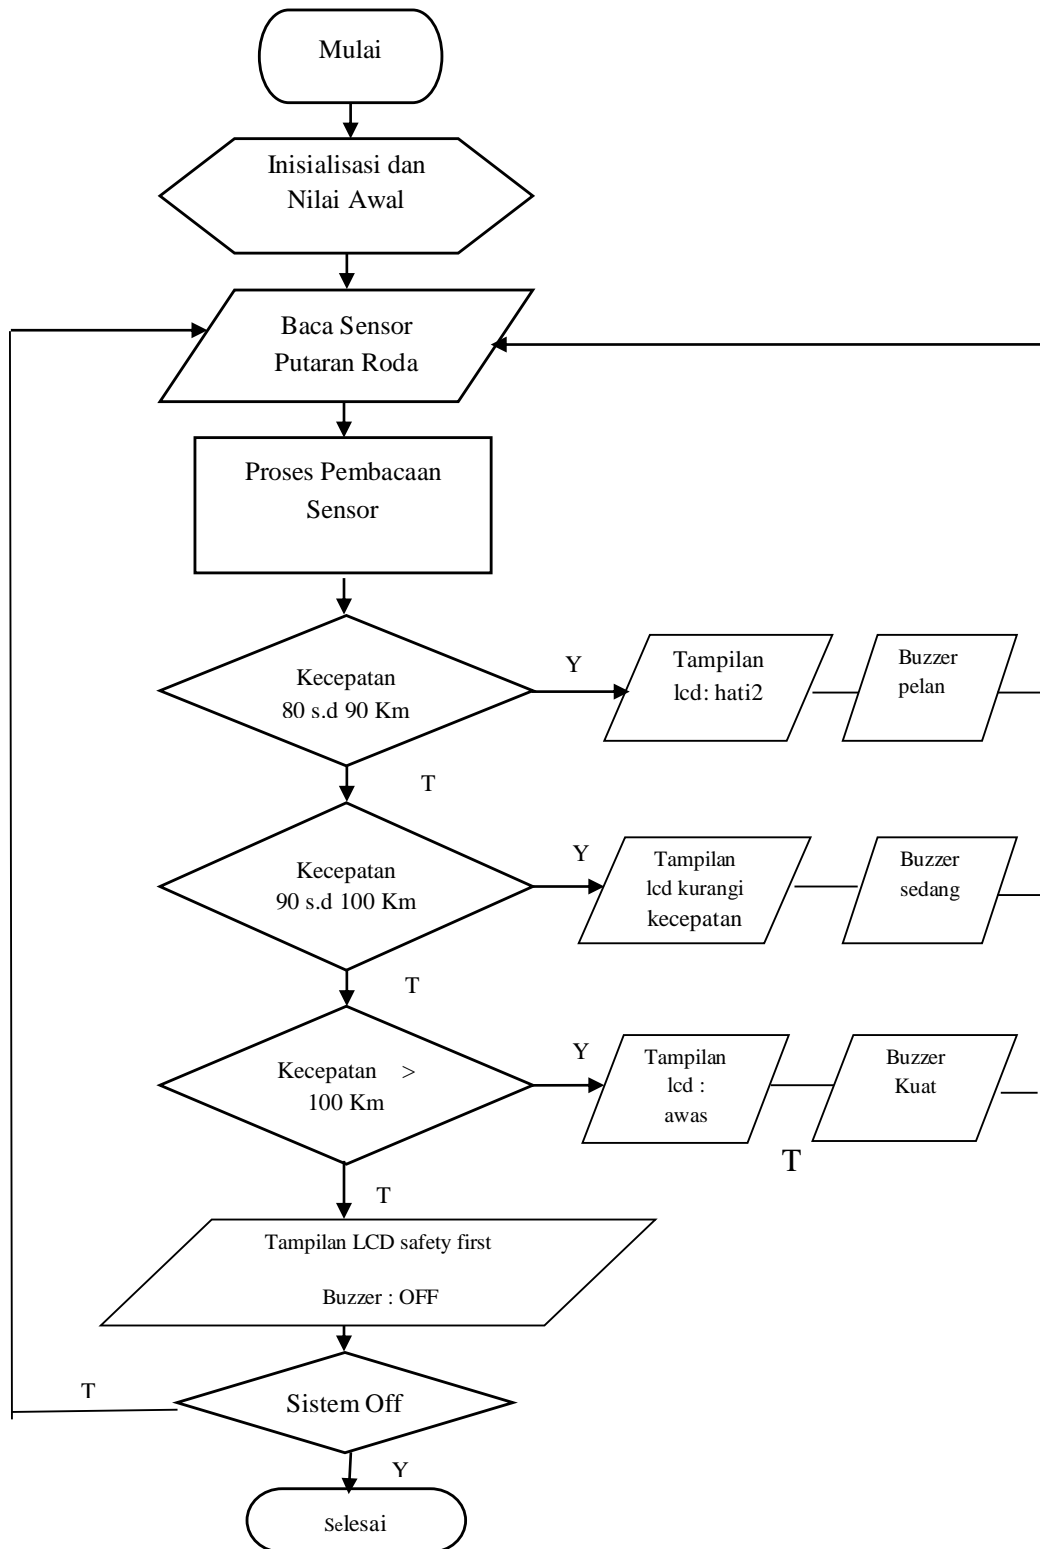 Mulai
Inisialisasi dan
Nilai Awal
Baca Sensor
Putaran Roda
Proses Pembacaan
Sensor
Kecepatan
80 s.d 90 Km
Y
Tampilan
lcd: hati2
Buzzer
pelan
T
Kecepatan
90 s.d 100 Km
Y
Tampilan
lcd kurangi
kecepatan
Buzzer
sedang
T
Kecepatan >
100 Km
Y
Tampilan
lcd :
awas
Buzzer
Kuat
T
T
Tampilan LCD safety first
Buzzer : OFF
Sistem Off
T
Y
Selesai